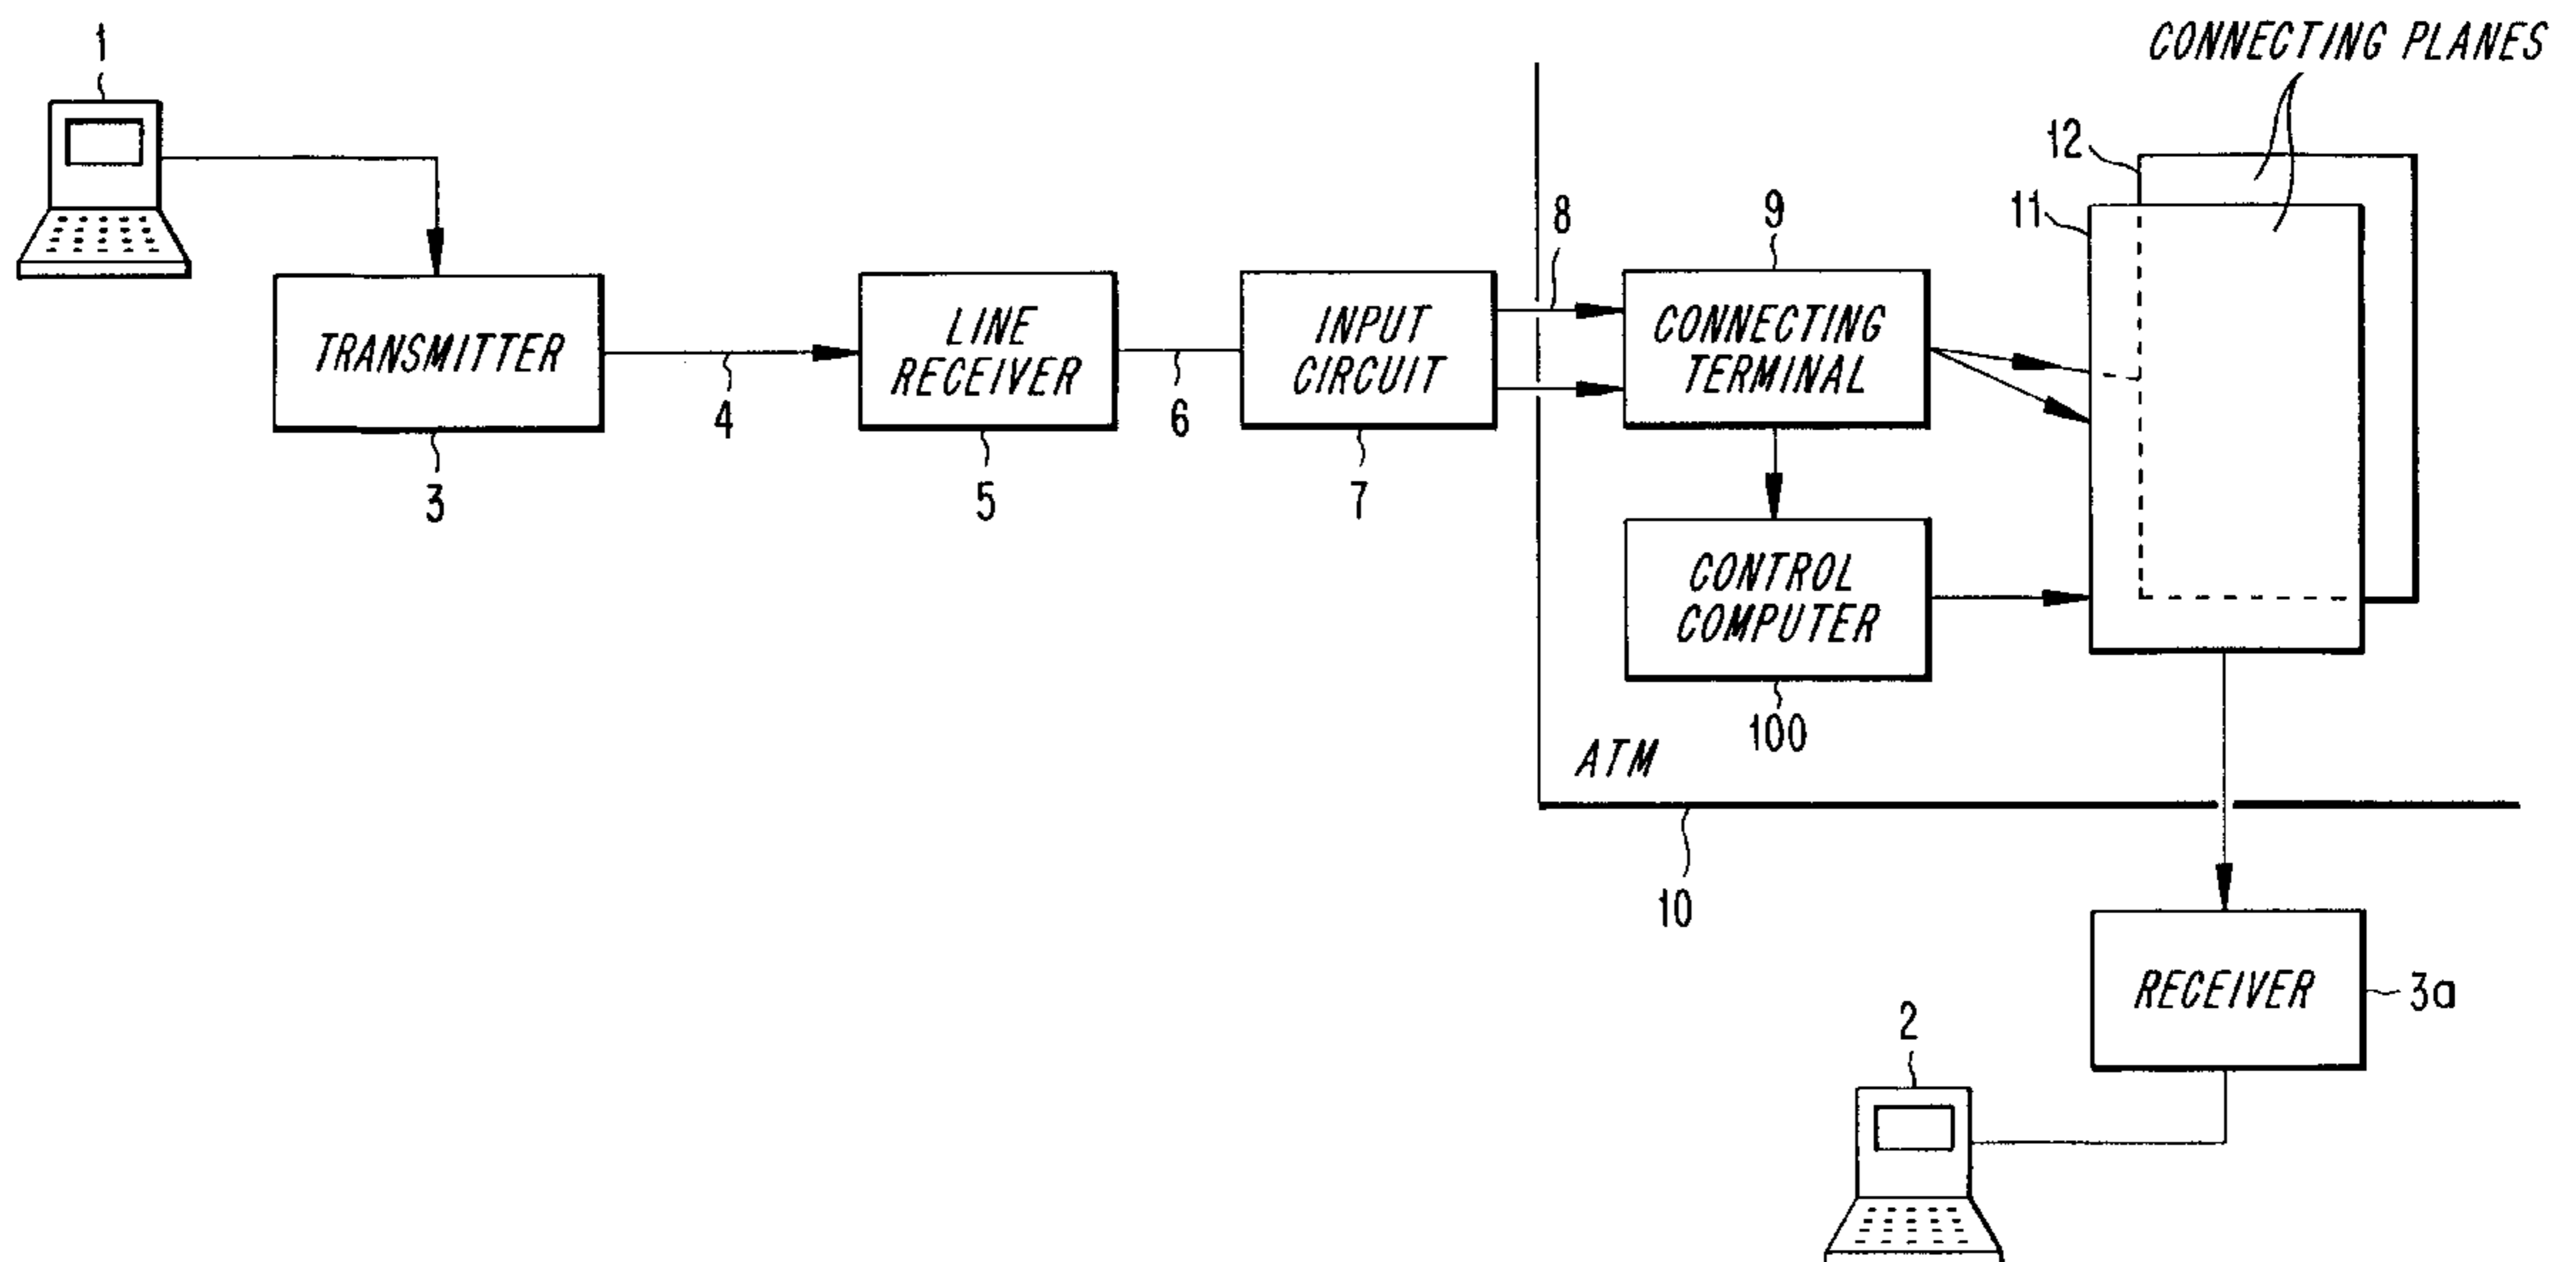 CONNECTING PLANES
1
12
11
8
9
TRANSMITTER
LINE
RECEIVER
INPUT
CIRCUIT
CONNECTING
TERMINAL
4
6
3
5
7
CONTROL
COMPUTER
100
ATM
10
RECEIVER
3a
2